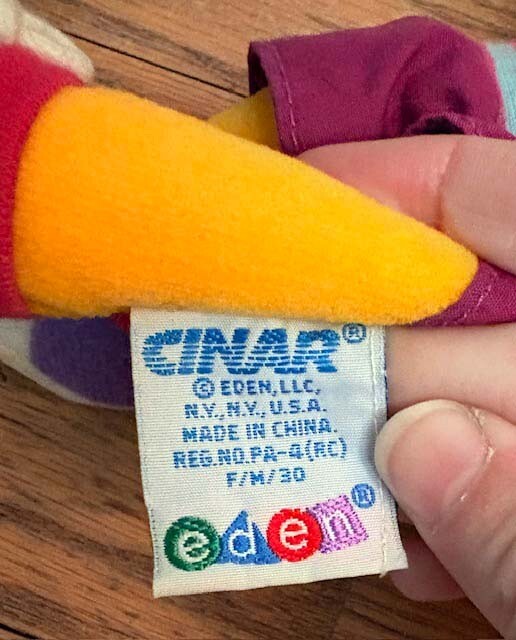 CINAR®
© EDEN, LLC,
N.Y., N.Y., U.S.A.
MADE IN CHINA.
REG.NO.PA-4(RC)
F/M/30
eden®